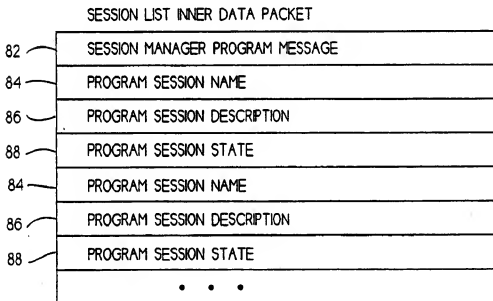 SESSION LIST INNER DATA PACKET
82 SESSION MANAGER PROGRAM MESSAGE
84 PROGRAM SESSION NAME
86 PROGRAM SESSION DESCRIPTION
88 PROGRAM SESSION STATE
84 PROGRAM SESSION NAME
86 PROGRAM SESSION DESCRIPTION
88 PROGRAM SESSION STATE
• • •